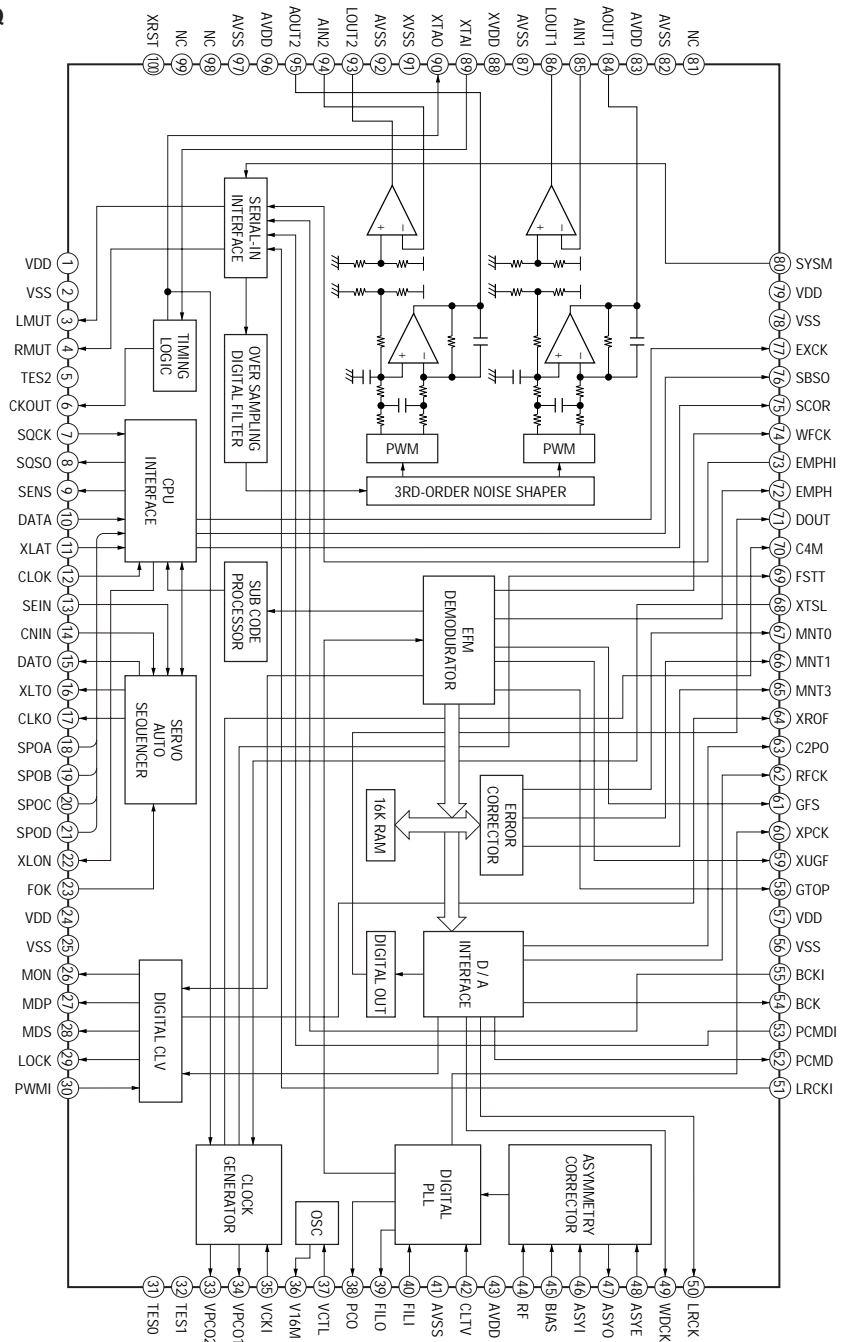 Q
XRST 100
NC 99
NC 98
AVSS 97
AVDD 96
AOUT2 95
AIN2 94
LOUT2 93
AVSS 92
XVSS 91
XTAO 90
XTAI 89
XVDD 88
AVSS 87
LOUT1 86
AIN1 85
AOUT1 84
AVDD 83
AVSS 82
NC 81
VDD 1
VSS 2
LMUT 3
RMUT 4
TES2 5
CKOUT 6
SQCK 7
SQSO 8
SENS 9
DATA 10
XLAT 11
CLOK 12
SEIN 13
CNIN 14
DATO 15
XLTO 16
CLKO 17
SPOA 18
SPOB 19
SPOC 20
SPOD 21
XLON 22
FOK 23
VDD 24
VSS 25
MON 26
MDP 27
MDS 28
LOCK 29
PWMI 30
SERIAL-IN
INTERFACE
TIMING
LOGIC
OVER SAMPLING
DIGITAL FILTER
+ −
+ −
+ −
+ −
PWM
PWM
3RD-ORDER NOISE SHAPER
CPU
INTERFACE
SUB CODE
PROCESSOR
EFM
DEMODURATOR
SERVO
AUTO
SEQUENCER
16K RAM
ERROR
CORRECTOR
D / A
INTERFACE
DIGITAL OUT
DIGITAL CLV
CLOCK
GENERATOR
OSC
DIGITAL
PLL
ASYMMETRY
CORRECTOR
80 SYSM
79 VDD
78 VSS
77 EXCK
76 SBSO
75 SCOR
74 WFCK
73 EMPHI
72 EMPH
71 DOUT
70 C4M
69 FSTT
68 XTSL
67 MNT0
66 MNT1
65 MNT3
64 XROF
63 C2PO
62 RFCK
61 GFS
60 XPCK
59 XUGF
58 GTOP
57 VDD
56 VSS
55 BCKI
54 BCK
53 PCMDI
52 PCMD
51 LRCKI
31 TES0
32 TES1
33 VPCO2
34 VPCO1
35 VCKI
36 V16M
37 VCTL
38 PCO
39 FILO
40 FILI
41 AVSS
42 CLTV
43 AVDD
44 RF
45 BIAS
46 ASYI
47 ASYO
48 ASYE
49 WDCK
50 LRCK